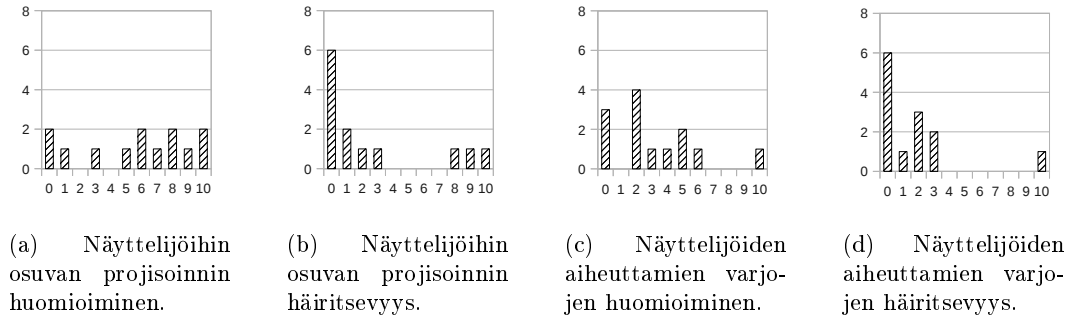 8
6
4
2
0
0 1 2 3 4 5 6 7 8 9 10
(a) Näyttelijöihin
osuvan projisoinnin
huomioiminen.
8
6
4
2
0
0 1 2 3 4 5 6 7 8 9 10
(b) Näyttelijöihin
osuvan projisoinnin
häiritsevyys.
8
6
4
2
0
0 1 2 3 4 5 6 7 8 9 10
(c) Näyttelijöiden
aiheuttamien varjo-
jen huomioiminen.
8
6
4
2
0
0 1 2 3 4 5 6 7 8 9 10
(d) Näyttelijöiden
aiheuttamien varjo-
jen häiritsevyys.